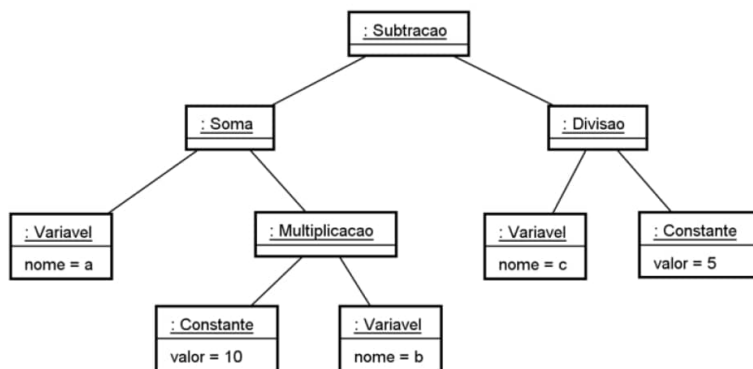 : Subtracao
: Soma
: Divisao
: Variavel
nome = a
: Multiplicacao
: Variavel
nome = c
: Constante
valor = 5
: Constante
valor = 10
: Variavel
nome = b